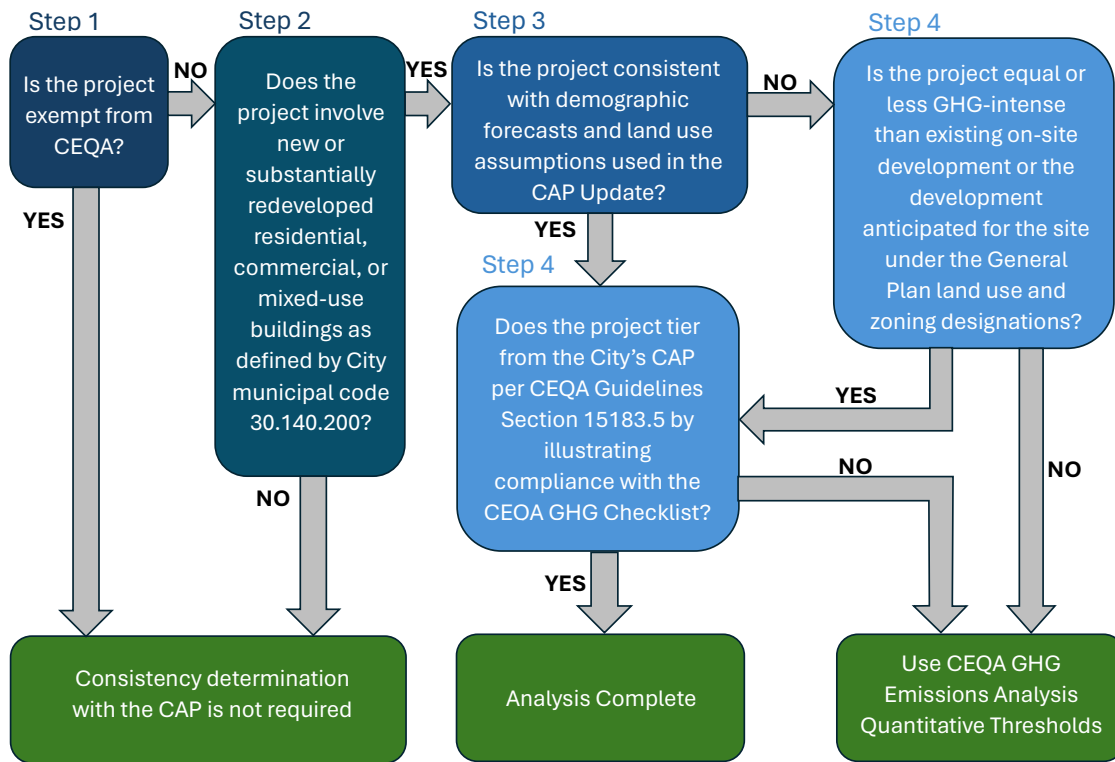 Step 1
Is the project
exempt from
CEQA?
NO
YES
Step 2
Does the
project involve
new or
substantially
redeveloped
residential,
commercial, or
mixed-use
buildings as
defined by City
municipal code
30.140.200?
YES
NO
Step 3
Is the project consistent
with demographic
forecasts and land use
assumptions used in the
CAP Update?
NO
YES
Step 4
Is the project equal or
less GHG-intense
than existing on-site
development or the
development
anticipated for the site
under the General
Plan land use and
zoning designations?
YES
NO
Step 4
Does the project tier
from the City’s CAP
per CEQA Guidelines
Section 15183.5 by
illustrating
compliance with the
CEOA GHG Checklist?
NO
YES
Consistency determination
with the CAP is not required
Analysis Complete
Use CEQA GHG
Emissions Analysis
Quantitative Thresholds